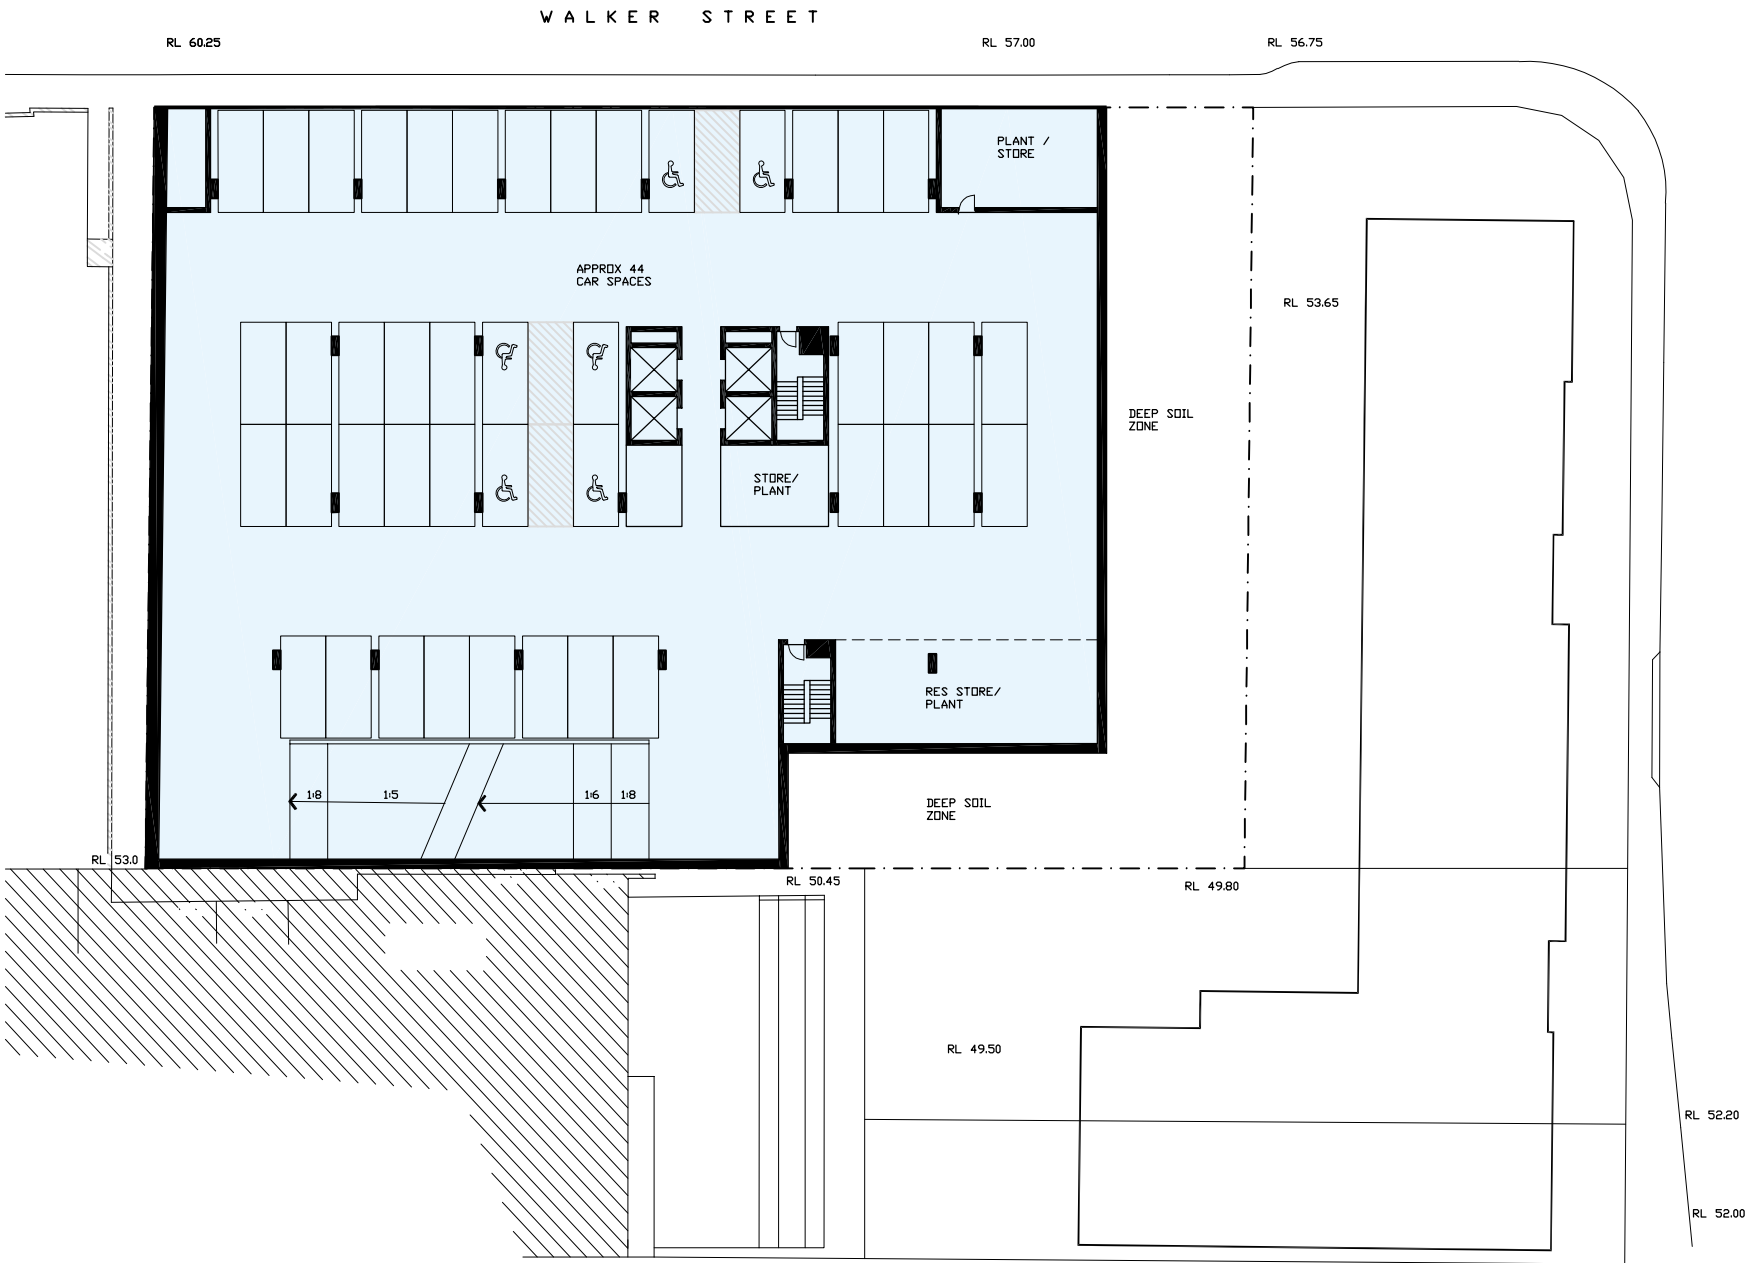 WALKER STREET
RL 60.25
RL 57.00
RL 56.75
PLANT /
STORE
APPROX 44
CAR SPACES
RL 53.65
DEEP SOIL
ZONE
STORE/
PLANT
RES STORE/
PLANT
1:8
1:5
1:6
1:8
DEEP SOIL
ZONE
RL 53.0
RL 50.45
RL 49.80
RL 49.50
RL 52.20
RL 52.00